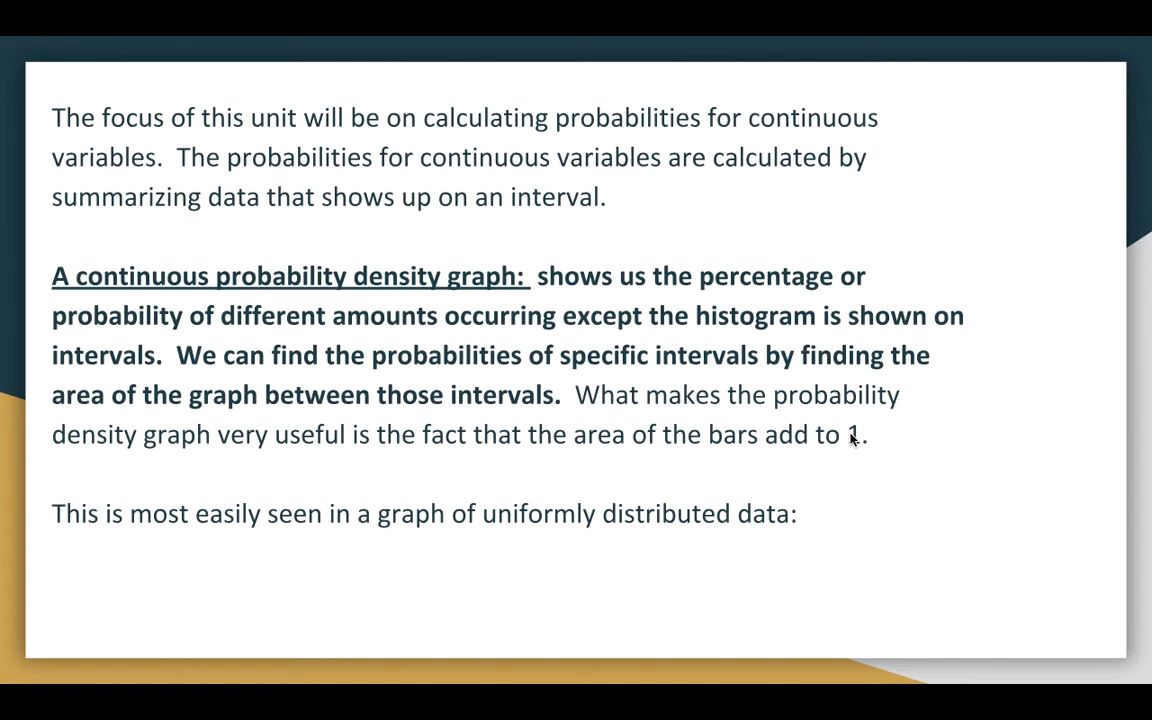 The focus of this unit will be on calculating probabilities for continuous
variables.  The probabilities for continuous variables are calculated by
summarizing data that shows up on an interval.
A continuous probability density graph:  shows us the percentage or
probability of different amounts occurring except the histogram is shown on
intervals.  We can find the probabilities of specific intervals by finding the
area of the graph between those intervals.  What makes the probability
density graph very useful is the fact that the area of the bars add to 1.
This is most easily seen in a graph of uniformly distributed data: